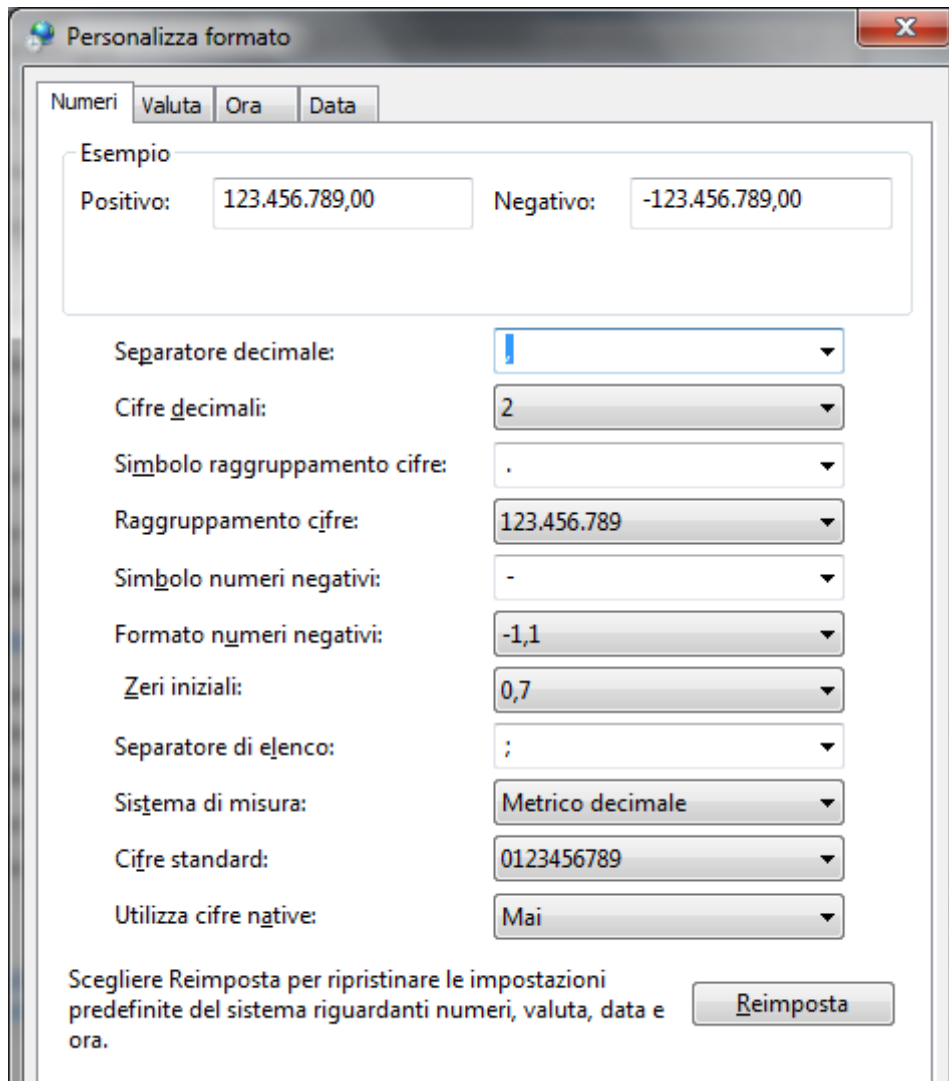 Personalizza formato
Numeri Valuta Ora Data
Esempio
Positivo: 123.456.789,00 Negativo: -123.456.789,00
Separatore decimale: ,
Cifre decimali: 2
Simbolo raggruppamento cifre: .
Raggruppamento cifre: 123.456.789
Simbolo numeri negativi: -
Formato numeri negativi: -1,1
Zeri iniziali: 0,7
Separatore di elenco: ;
Sistema di misura: Metrico decimale
Cifre standard: 0123456789
Utilizza cifre native: Mai
Scegliere Reimposta per ripristinare le impostazioni
predefinite del sistema riguardanti numeri, valuta, data e
ora.
Reimposta